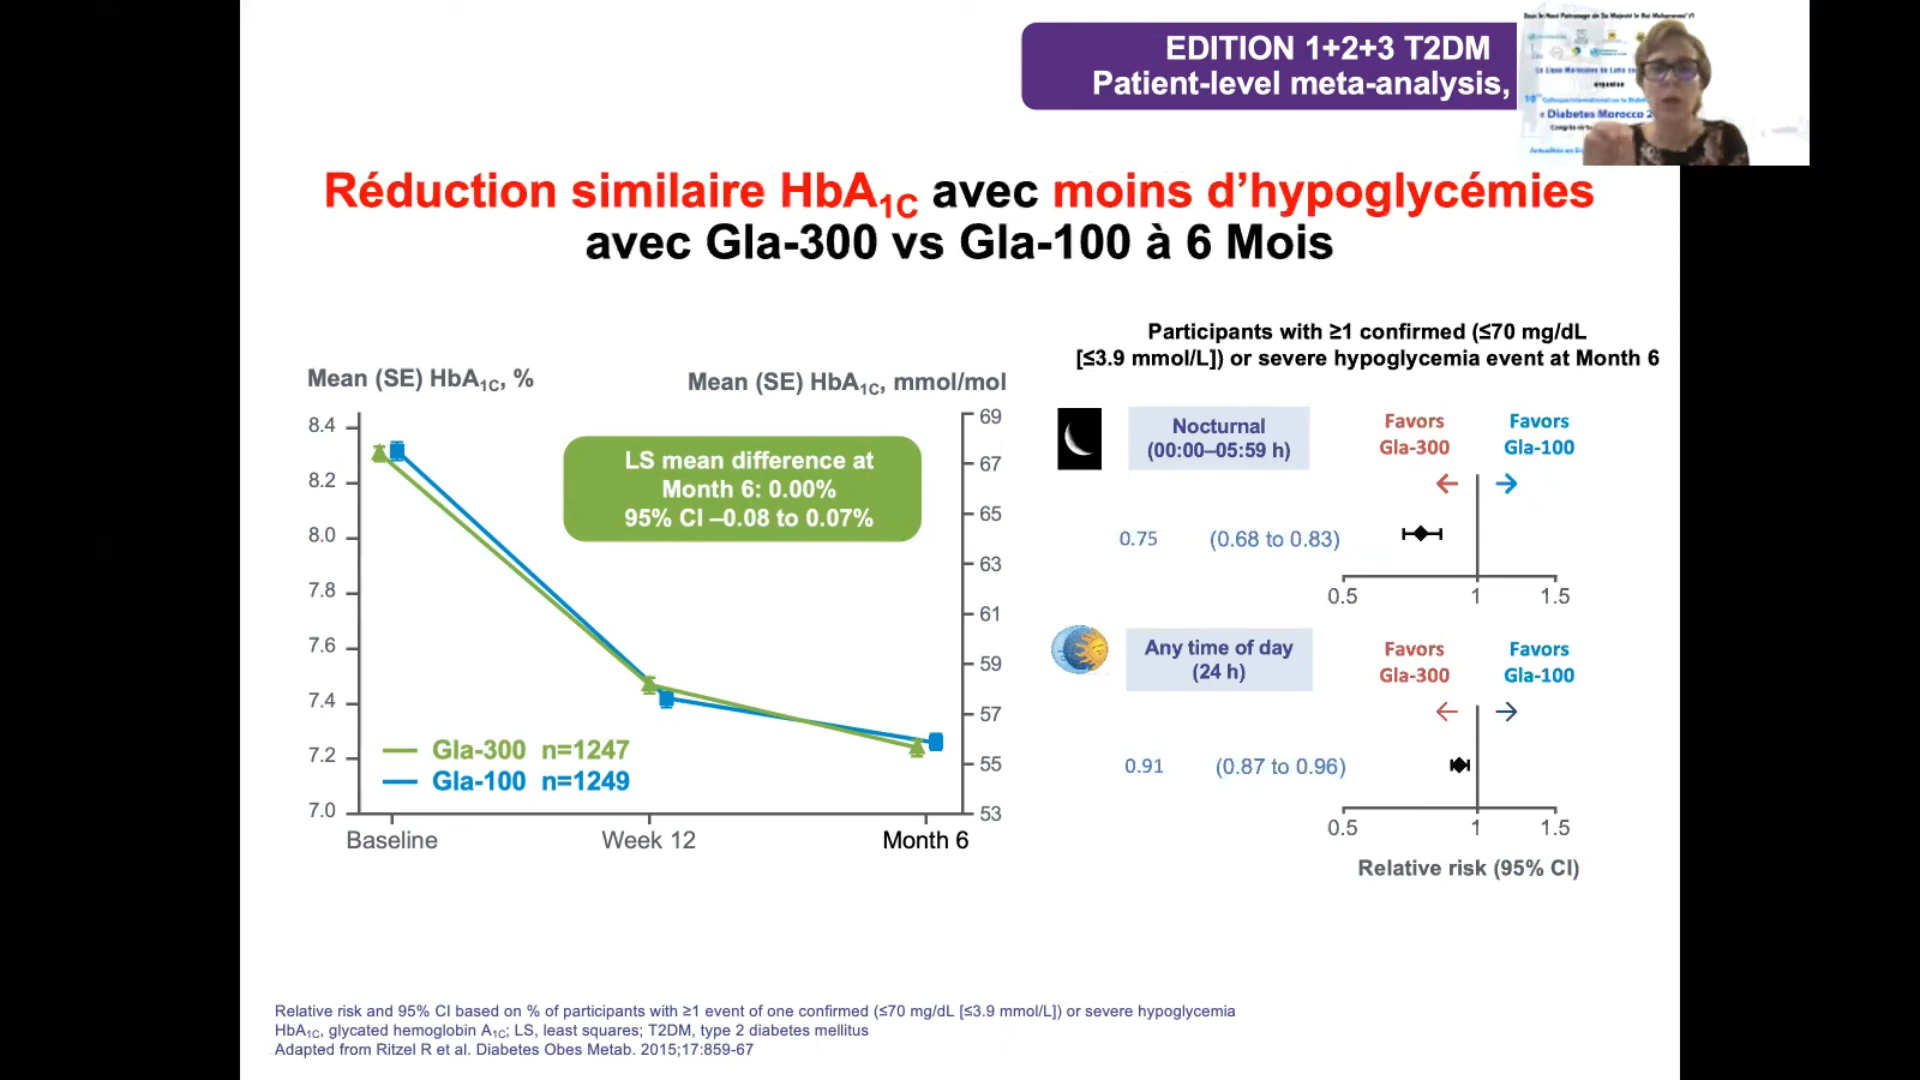 EDITION 1+2+3 T2DM
Patient-level meta-analysis,
Diabetes Morocco 2
Réduction similaire HbA1C avec moins d'hypoglycémies
avec Gla-300 vs Gla-100 à 6 Mois
Mean (SE) HbA1C, %
Mean (SE) HbA1C, mmol/mol
8.4
8.2
8.0
7.8
7.6
7.4
7.2
7.0
69
67
65
63
61
59
57
55
53
LS mean difference at
Month 6: 0.00%
95% CI –0.08 to 0.07%
Gla-300 n=1247
Gla-100 n=1249
Baseline
Week 12
Month 6
Participants with ≥1 confirmed (≤70 mg/dL
[≤3.9 mmol/L]) or severe hypoglycemia event at Month 6
Nocturnal
(00:00–05:59 h)
Favors
Gla-300
Favors
Gla-100
0.75 (0.68 to 0.83)
0.5 1 1.5
Any time of day
(24 h)
Favors
Gla-300
Favors
Gla-100
0.91 (0.87 to 0.96)
0.5 1 1.5
Relative risk (95% CI)
Relative risk and 95% CI based on % of participants with ≥1 event of one confirmed (≤70 mg/dL [≤3.9 mmol/L]) or severe hypoglycemia
HbA1C, glycated hemoglobin A1C; LS, least squares; T2DM, type 2 diabetes mellitus
Adapted from Ritzel R et al. Diabetes Obes Metab. 2015;17:859-67